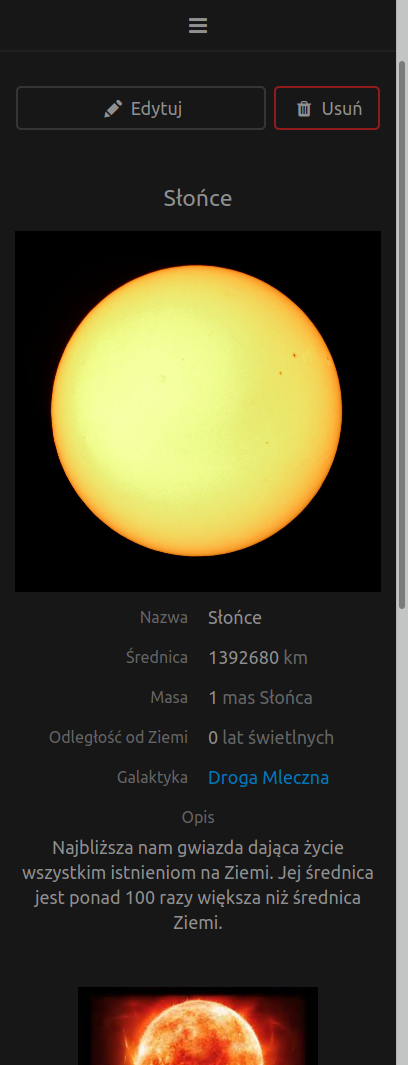 Edytuj
Usuń
Słońce
Nazwa Słońce
Średnica 1392680 km
Masa 1 mas Słońca
Odległość od Ziemi 0 lat świetlnych
Galaktyka Droga Mleczna
Opis
Najbliższa nam gwiazda dająca życie
wszystkim istnieniom na Ziemi. Jej średnica
jest ponad 100 razy większa niż średnica
Ziemi.